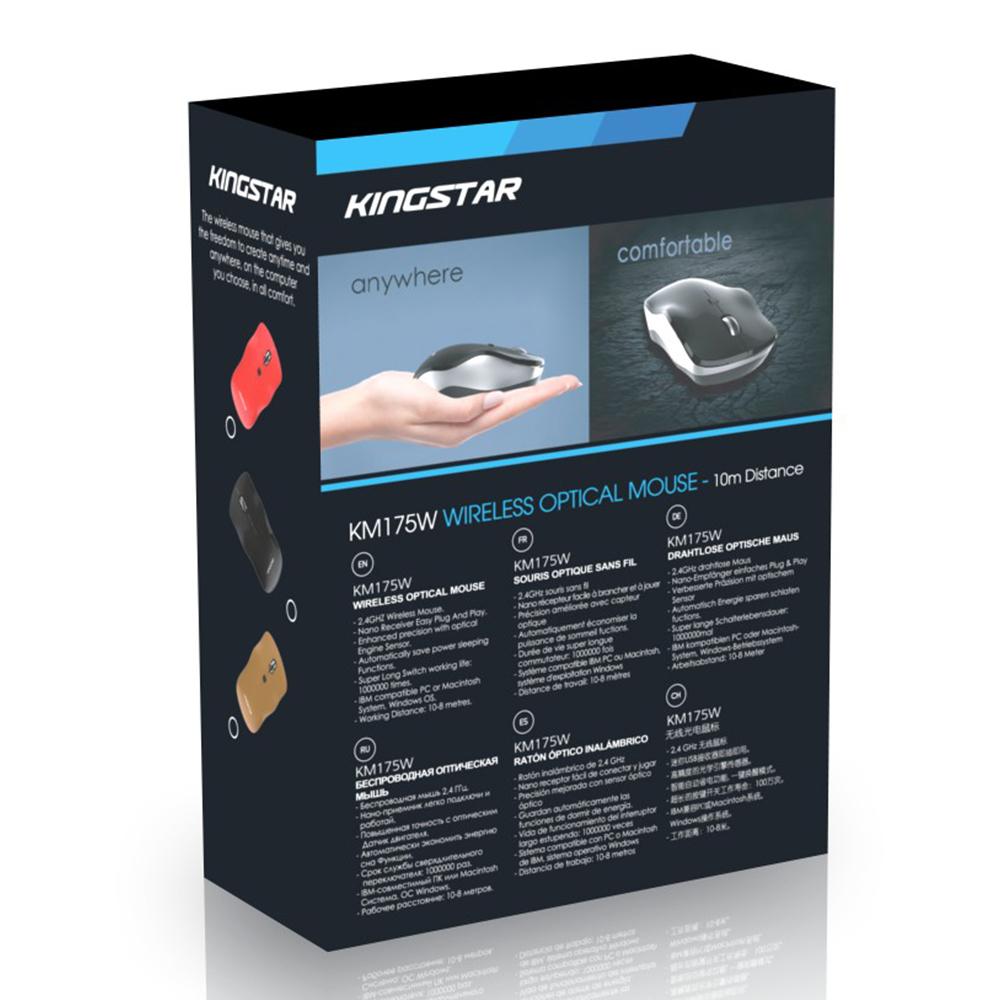 KINGSTAR
The wireless mouse that gives you
the freedom to create anytime and
anywhere, on the computer
you choose, in all comfort.
KINGSTAR
anywhere
comfortable
KM175W WIRELESS OPTICAL MOUSE - 10m Distance
EN
KM175W
WIRELESS OPTICAL MOUSE
- 2.4GHZ Wireless Mouse.
- Nano Receiver Easy Plug And Play.
- Enhanced precision with optical
Engine Sensor.
- Automatically save power sleeping
Functions.
- Super Long Switch working life:
1000000 times.
- IBM compatible PC or Macintosh
System, Windows OS.
- Working Distance: 10-8 metres.
FR
KM175W
SOURIS OPTIQUE SANS FIL
- 2.4GHz souris sans fil
- Nano récepteur facile à brancher et à jouer
- Précision améliorée avec capteur
optique
- Automatiquement économiser la
puissance de sommeil fuctions.
- Durée de vie super longue
commutateur: 1000000 fois
- Système compatible IBM PC ou Macintosh,
système d'exploitation Windows
- Distance de travail: 10-8 mètres
DE
KM175W
DRAHTLOSE OPTISCHE MAUS
- 2.4GHz drahtlose Maus
- Nano-Empfänger einfaches Plug & Play
- Verbesserte Präzision mit optischem
Sensor
- Automatisch Energie sparen schlafen
fuctions.
- Super lange Schalterlebensdauer:
1000000mal
- IBM kompatiblen PC oder Macintosh-
System, Windows-Betriebssystem
- Arbeitsabstand: 10-8 Meter
RU
KM175W
БЕСПРОВОДНАЯ ОПТИЧЕСКАЯ
МЫШЬ
- Беспроводная мышь 2,4 ГГц.
- Нано-приемник легко подключи и
работай.
- Повышенная точность с оптическим
Датчик двигателя.
- Автоматически экономить энергию
сна Функции.
- Срок службы сверхдлительного
переключателя: 1000000 раз.
- IBM-совместимый ПК или Macintosh
Система, ОС Windows.
- Рабочее расстояние: 10-8 метров.
ES
KM175W
RATÓN ÓPTICO INALÁMBRICO
- Ratón inalámbrico de 2.4 GHz
- Nano receptor fácil de conectar y jugar
- Precisión mejorada con sensor óptico
óptico
- Guardan automáticamente las
funciones de dormir de energía.
- Vida de funcionamiento del interruptor
largo estupendo: 1000000 veces
- Sistema compatible con PC o Macintosh
de IBM, sistema operativo Windows
- Distancia de trabajo: 10-8 metros
CH
KM175W
无线光电鼠标
- 2.4 GHz 无线鼠标
- 迷你USB接收器即插即用。
- 高精度的光学引擎传感器。
- 智能自动省电功能，一键唤醒模式。
- 超长的按键开关工作寿命：100万次。
- IBM兼容PC或Macintosh系统，
Windows操作系统。
- 工作距离：10-8米。